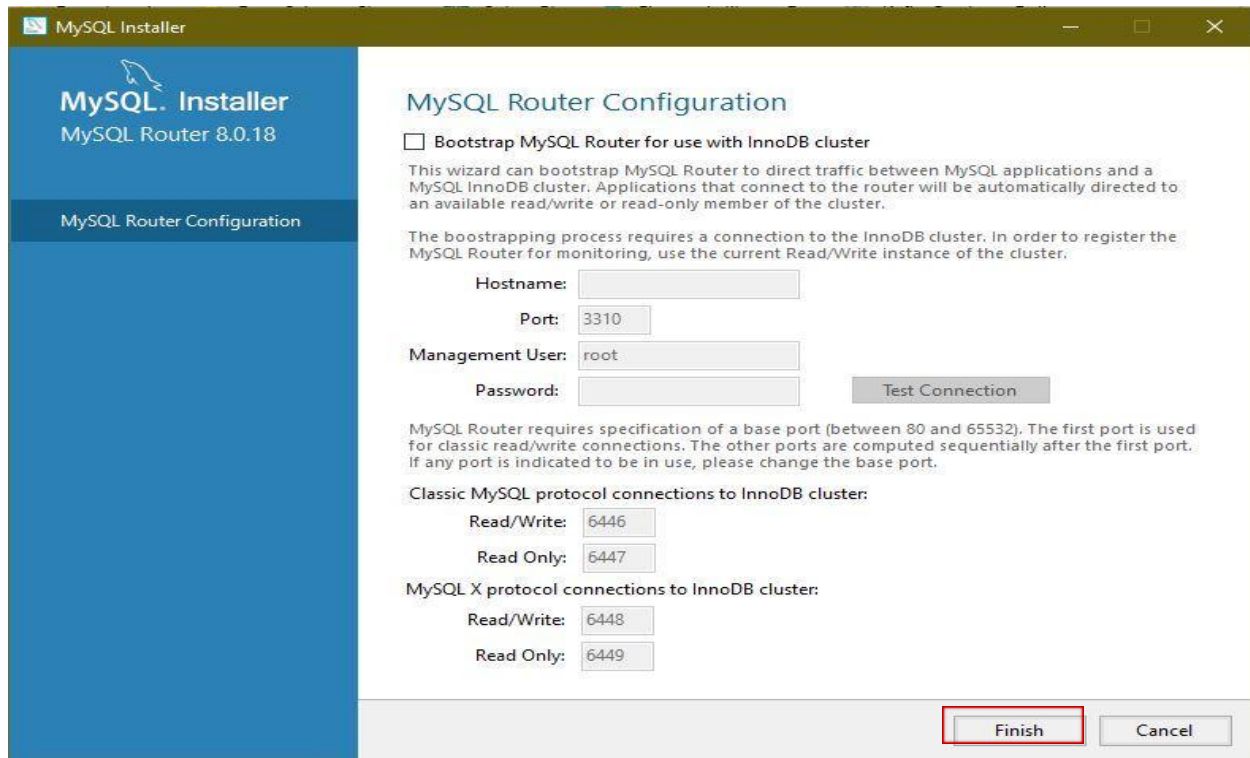 MySQL Installer
MySQL. Installer
MySQL Router 8.0.18
MySQL Router Configuration
MySQL Router Configuration
Bootstrap MySQL Router for use with InnoDB cluster
This wizard can bootstrap MySQL Router to direct traffic between MySQL applications and a
MySQL InnoDB cluster. Applications that connect to the router will be automatically directed to
an available read/write or read-only member of the cluster.
The boostrapping process requires a connection to the InnoDB cluster. In order to register the
MySQL Router for monitoring, use the current Read/Write instance of the cluster.
Hostname:
Port: 3310
Management User: root
Password: Test Connection
MySQL Router requires specification of a base port (between 80 and 65532). The first port is used
for classic read/write connections. The other ports are computed sequentially after the first port.
If any port is indicated to be in use, please change the base port.
Classic MySQL protocol connections to InnoDB cluster:
Read/Write: 6446
Read Only: 6447
MySQL X protocol connections to InnoDB cluster:
Read/Write: 6448
Read Only: 6449
Finish Cancel